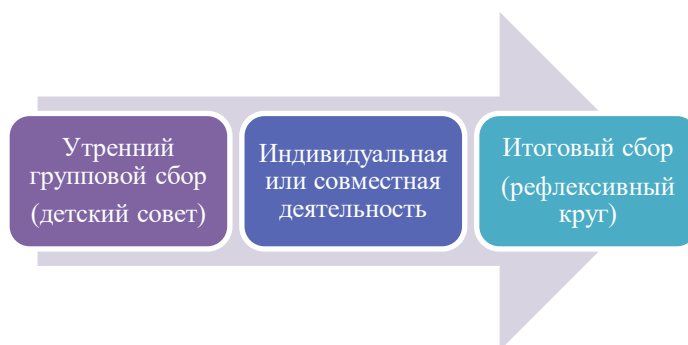 Утренний
групповой сбор
(детский совет)
Индивидуальная
или совместная
деятельность
Итоговый сбор
(рефлексивный
круг)